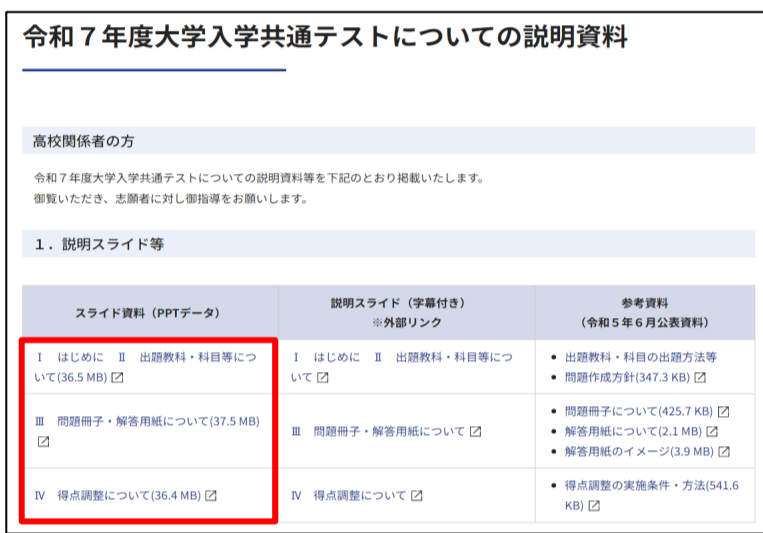 令和７年度大学入学共通テストについての説明資料
高校関係者の方
令和７年度大学入学共通テストについての説明資料等を下記のとおり掲載いたします。
御覧いただき、志願者に対し御指導をお願いします。
１．説明スライド等
スライド資料（PPTデータ）
説明スライド（字幕付き）
※外部リンク
参考資料
（令和５年６月公表資料）
Ⅰ　はじめに　Ⅱ　出題教科・科目等につ
いて(36.5 MB)
Ⅰ　はじめに　Ⅱ　出題教科・科目等につ
いて
• 出題教科・科目の出題方法等
• 問題作成方針(347.3 KB)
Ⅲ　問題冊子・解答用紙について(37.5 MB)
Ⅲ　問題冊子・解答用紙について
• 問題冊子について(425.7 KB)
• 解答用紙について(2.1 MB)
• 解答用紙のイメージ(3.9 MB)
Ⅳ　得点調整について(36.4 MB)
Ⅳ　得点調整について
• 得点調整の実施条件・方法(541.6
KB)